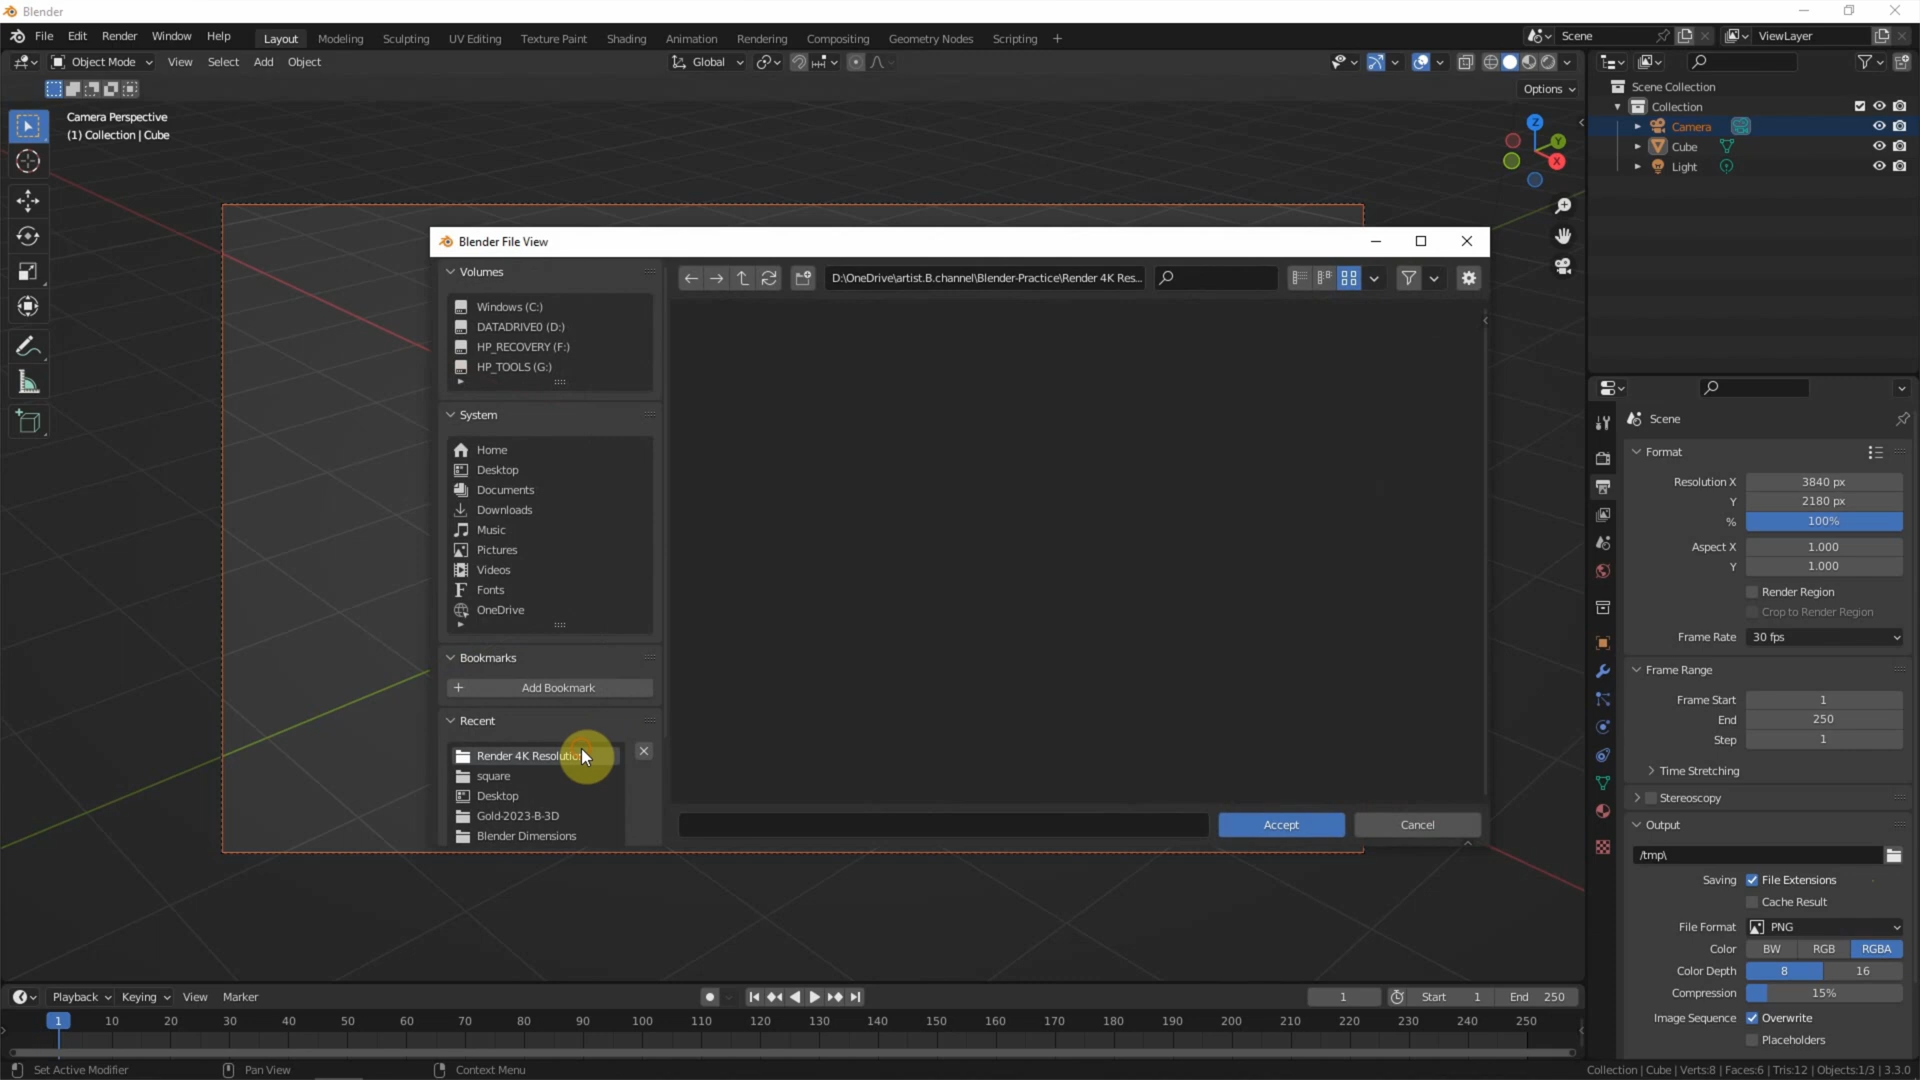 Blender
File Edit Render Window Help Layout Modeling Sculpting UV Editing Texture Paint Shading Animation Rendering Compositing Geometry Nodes Scripting + Scene ViewLayer
Object Mode View Select Add Object Global
Options
Camera Perspective
(1) Collection | Cube
Z
Y
X
Scene Collection
Collection
Camera
Cube
Light
Blender File View
Volumes
Windows (C:)
DATADRIVE0 (D:)
HP_RECOVERY (F:)
HP_TOOLS (G:)
System
Home
Desktop
Documents
Downloads
Music
Pictures
Videos
Fonts
OneDrive
Bookmarks
Add Bookmark
Recent
Render 4K Resolution
square
Desktop
Gold-2023-B-3D
Blender Dimensions
D:\OneDrive\artist.B.channel\Blender-Practice\Render 4K Res...
Accept Cancel
Scene
Format
Resolution X 3840 px
Y 2180 px
% 100%
Aspect X 1.000
Y 1.000
Render Region
Crop to Render Region
Frame Rate 30 fps
Frame Range
Frame Start 1
End 250
Step 1
Time Stretching
Stereoscopy
Output
/tmp\
Saving File Extensions
Cache Result
File Format PNG
Color BW RGB RGBA
Color Depth 8 16
Compression 15%
Image Sequence Overwrite
Placeholders
Playback Keying View Marker 1 Start 1 End 250
1 10 20 30 40 50 60 70 80 90 100 110 120 130 140 150 160 170 180 190 200 210 220 230 240 250
Set Active Modifier Pan View Context Menu Collection | Cube | Verts:8 | Faces:6 | Tris:12 | Objects:1/3 | 3.3.0